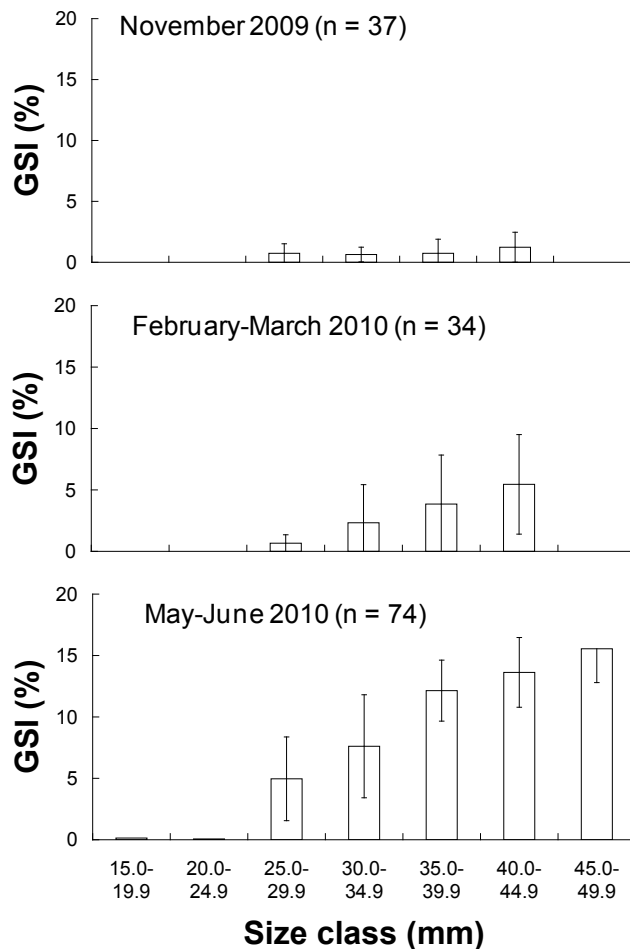 November 2009 (n = 37)
20
15
10
5
0
GSI (%)
February-March 2010 (n = 34)
20
15
10
5
0
GSI (%)
May-June 2010 (n = 74)
20
15
10
5
0
GSI (%)
15.0- 20.0- 25.0- 30.0- 35.0- 40.0- 45.0-
19.9 24.9 29.9 34.9 39.9 44.9 49.9
Size class (mm)